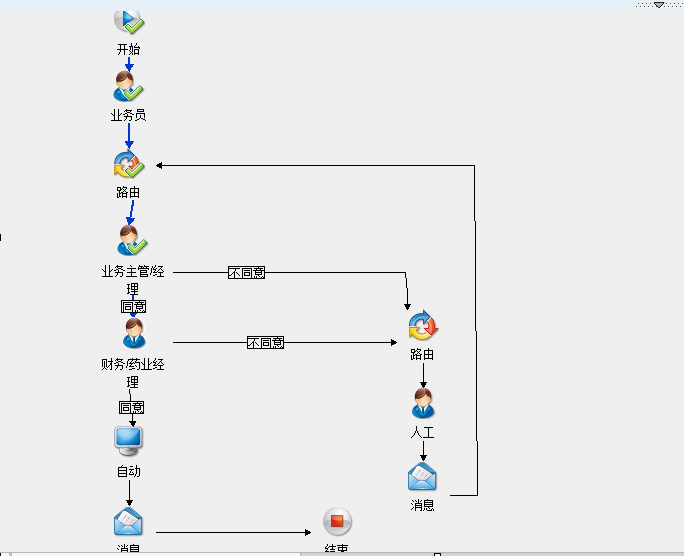 开始
业务员
路由
业务主管/经
理
不同意
同意
财务/药业经
理
不同意
路由
同意
人工
自动
消息
消息
结束